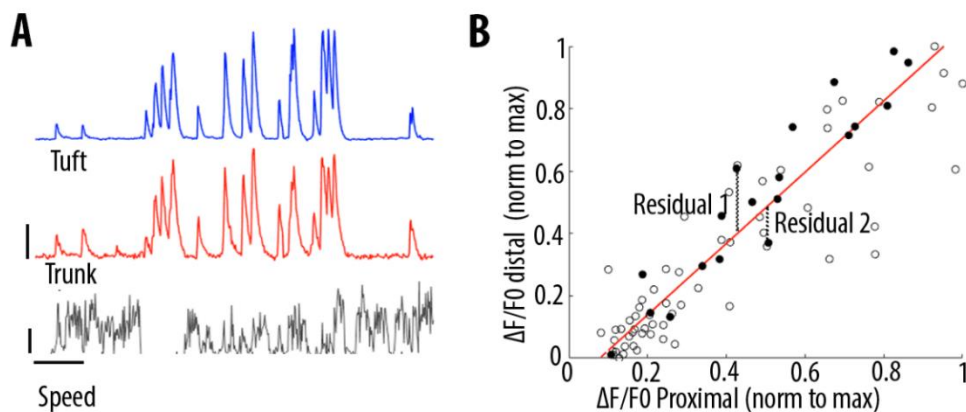 A
Tuft
Trunk
Speed
B
ΔF/F0 distal (norm to max)
1
0.8
0.6
0.4
0.2
0
Residual 1
Residual 2
0 0.2 0.4 0.6 0.8 1
ΔF/F0 Proximal (norm to max)